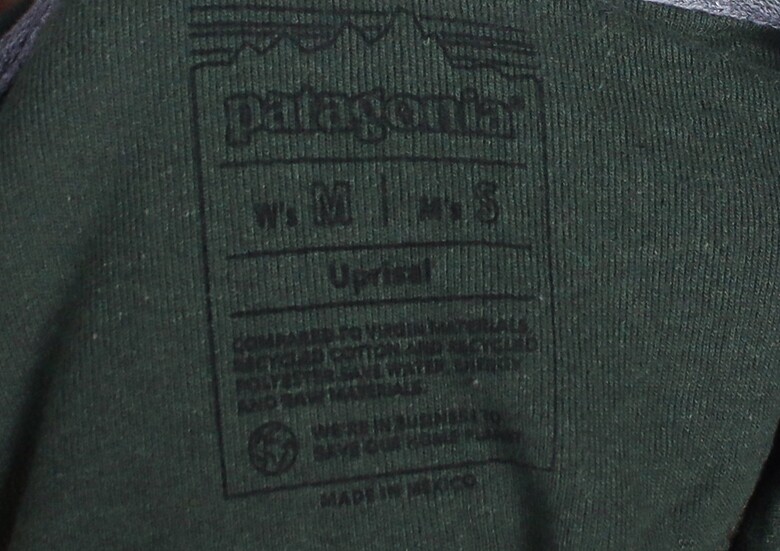 patagonia®
W's M | M's S
Uprisal
COMPARED TO VIRGIN MATERIALS,
RECYCLED COTTON AND RECYCLED
POLYESTER SAVE WATER, ENERGY
AND RAW MATERIALS.
WE'RE IN BUSINESS TO
SAVE OUR HOME PLANET
MADE IN MEXICO